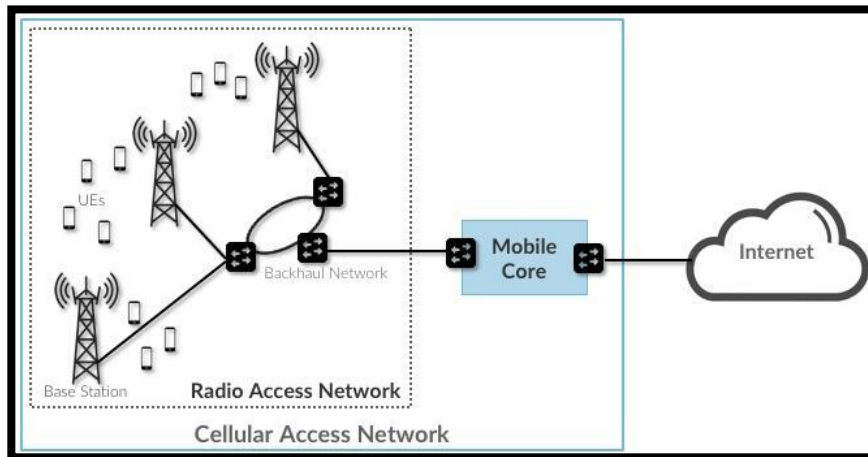 UEs
Base Station
Backhaul Network
Radio Access Network
Mobile
Core
Internet
Cellular Access Network